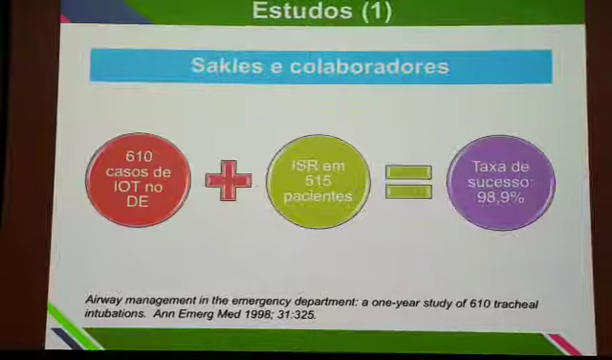 Estudos (1)
Sakles e colaboradores
610
casos de
IOT no
DE
ISR em
515
pacientes
Taxa de
sucesso:
98,9%
Airway management in the emergency department: a one-year study of 610 tracheal
intubations. Ann Emerg Med 1998; 31:325.